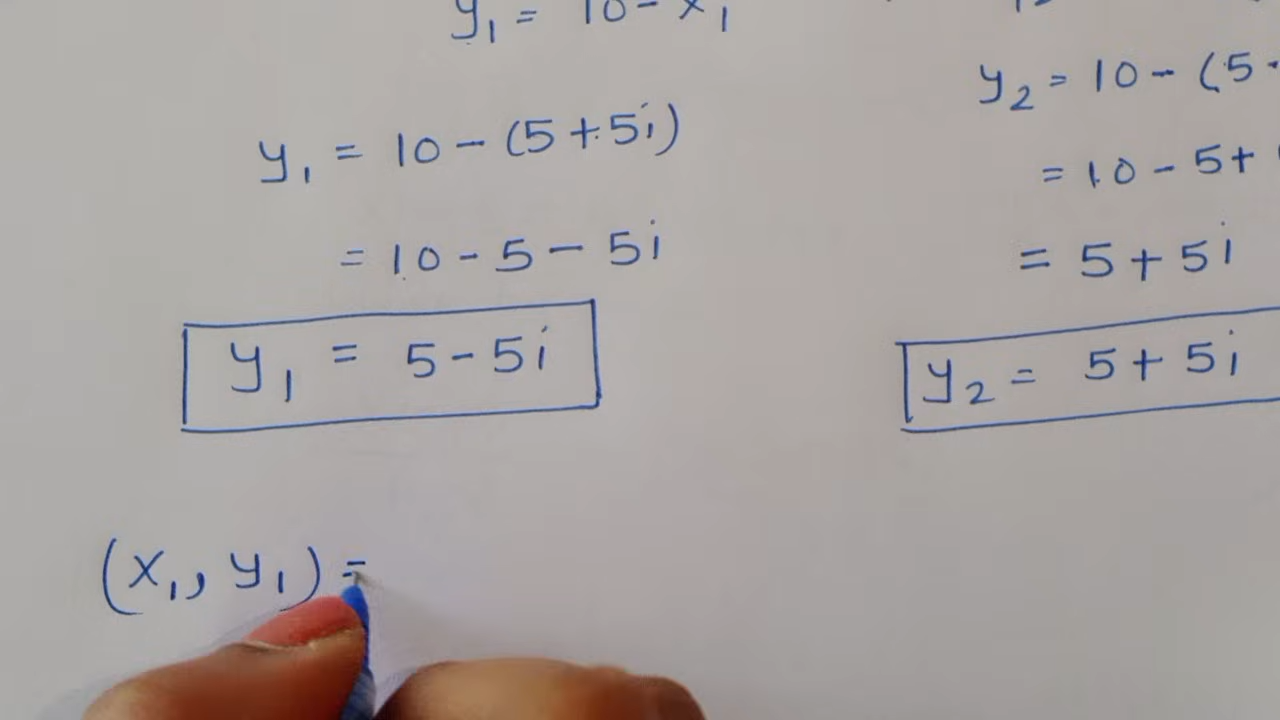 y₁ = 10 - x₁
y₁ = 10 - (5 + 5i)
= 10 - 5 - 5i
y₁ = 5 - 5i
(x₁, y₁) =
y₂ = 10 - (5 -
= 10 - 5 +
= 5 + 5i
y₂ = 5 + 5i